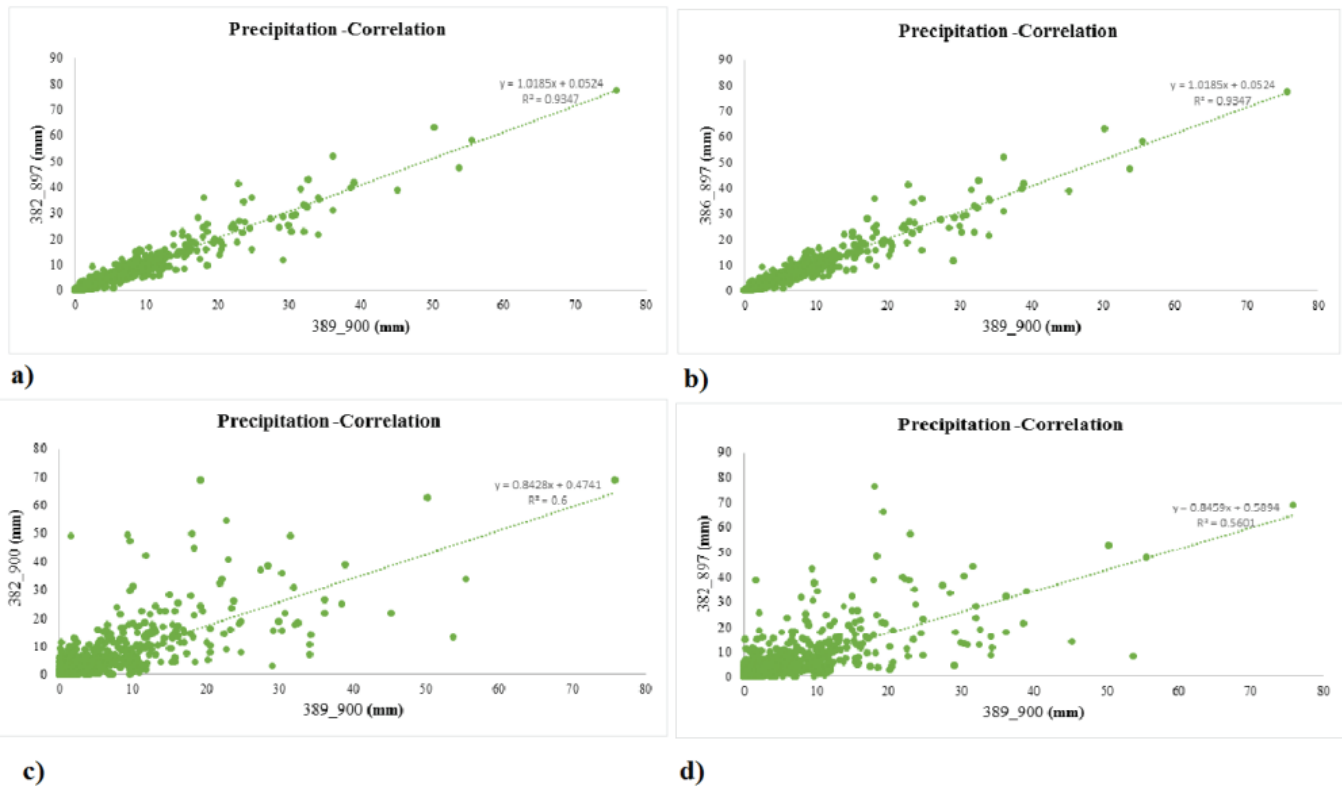 Precipitation -Correlation
90
80
70
60
50
40
30
20
10
0
382_897 (mm)
y = 1.0185x + 0.0524
R² = 0.9347
0 10 20 30 40 50 60 70 80
389_900 (mm)
a)
Precipitation -Correlation
90
80
70
60
50
40
30
20
10
0
386_897 (mm)
y = 1.0185x + 0.0524
R² = 0.9347
0 10 20 30 40 50 60 70 80
389_900 (mm)
b)
Precipitation -Correlation
80
70
60
50
40
30
20
10
0
382_900 (mm)
y = 0.8428x + 0.4741
R² = 0.6
0 10 20 30 40 50 60 70 80
389_900 (mm)
c)
Precipitation -Correlation
90
80
70
60
50
40
30
20
10
0
382_897 (mm)
y – 0.8459x + 0.5894
R² = 0.5601
0 10 20 30 40 50 60 70 80
389_900 (mm)
d)